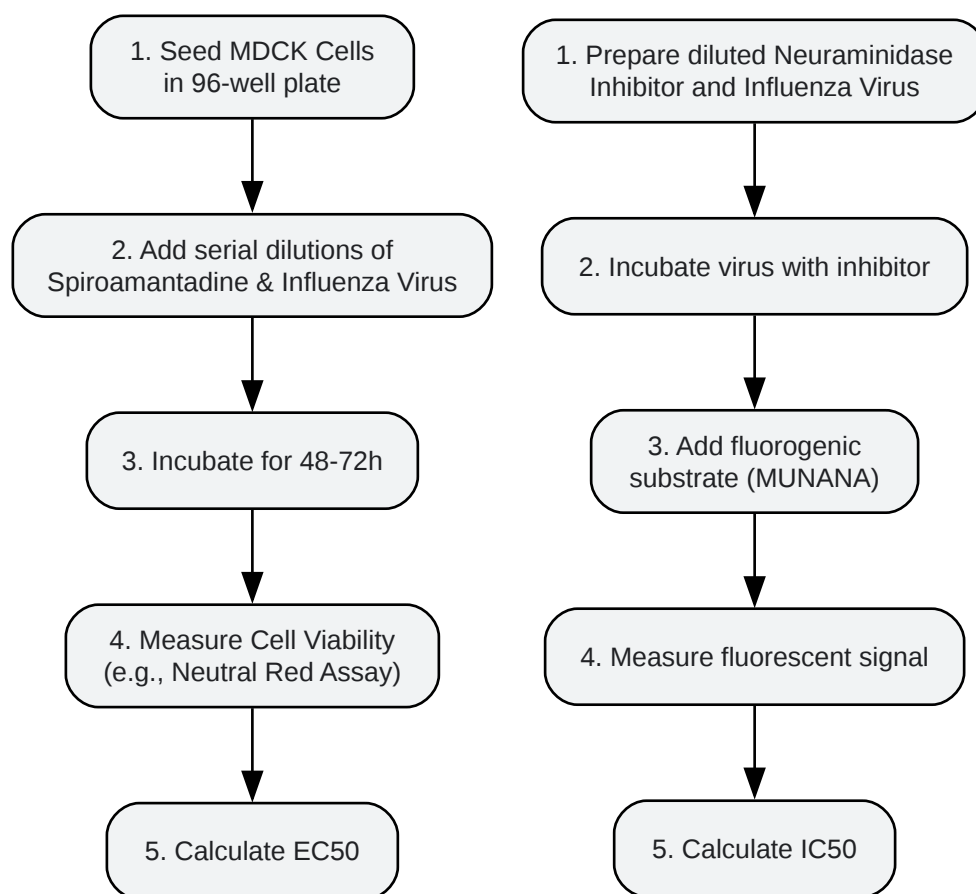 1. Seed MDCK Cells
in 96-well plate
2. Add serial dilutions of
Spiroamantadine & Influenza Virus
3. Incubate for 48-72h
4. Measure Cell Viability
(e.g., Neutral Red Assay)
5. Calculate EC50
1. Prepare diluted Neuraminidase
Inhibitor and Influenza Virus
2. Incubate virus with inhibitor
3. Add fluorogenic
substrate (MUNANA)
4. Measure fluorescent signal
5. Calculate IC50